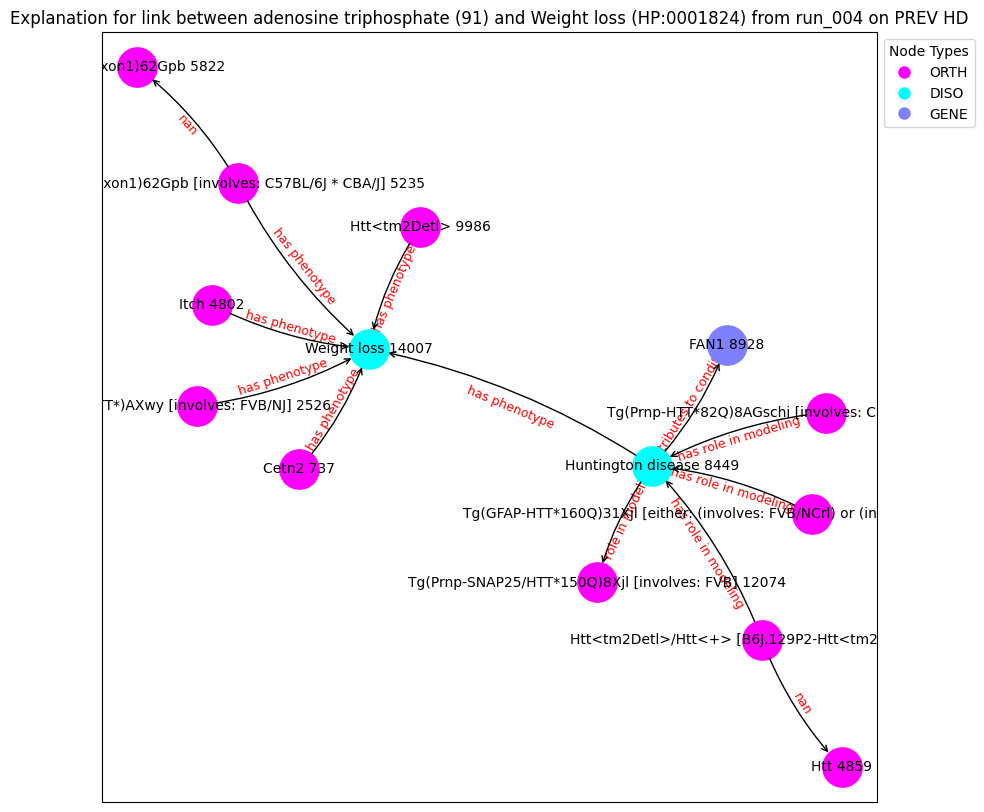 Explanation for link between adenosine triphosphate (91) and Weight loss (HP:0001824) from run_004 on PREV HD
Node Types
ORTH
DISO
GENE
xon1)62Gpb 5822
nan
xon1)62Gpb [involves: C57BL/6J * CBA/J] 5235
has phenotype
Htt<tm2Detl> 9986
has phenotype
Itch 4802
has phenotype
Weight loss 14007
FAN1 8928
has phenotype
T*)AXwy [involves: FVB/NJ] 2526
has phenotype
has phenotype
tributes to condi
Tg(Prnp-HTT*82Q)8AGschj [involves: C
has role in modeling
Cetn2 737
Huntington disease 8449
has role in modeling
Tg(GFAP-HTT*160Q)31Xjl [either: (involves: FVB/NCrl) or (in
role in model
has role in modeling
Tg(Prnp-SNAP25/HTT*150Q)8Xjl [involves: FVB] 12074
Htt<tm2Detl>/Htt<+> [B6J.129P2-Htt<tm2
nan
Htt 4859